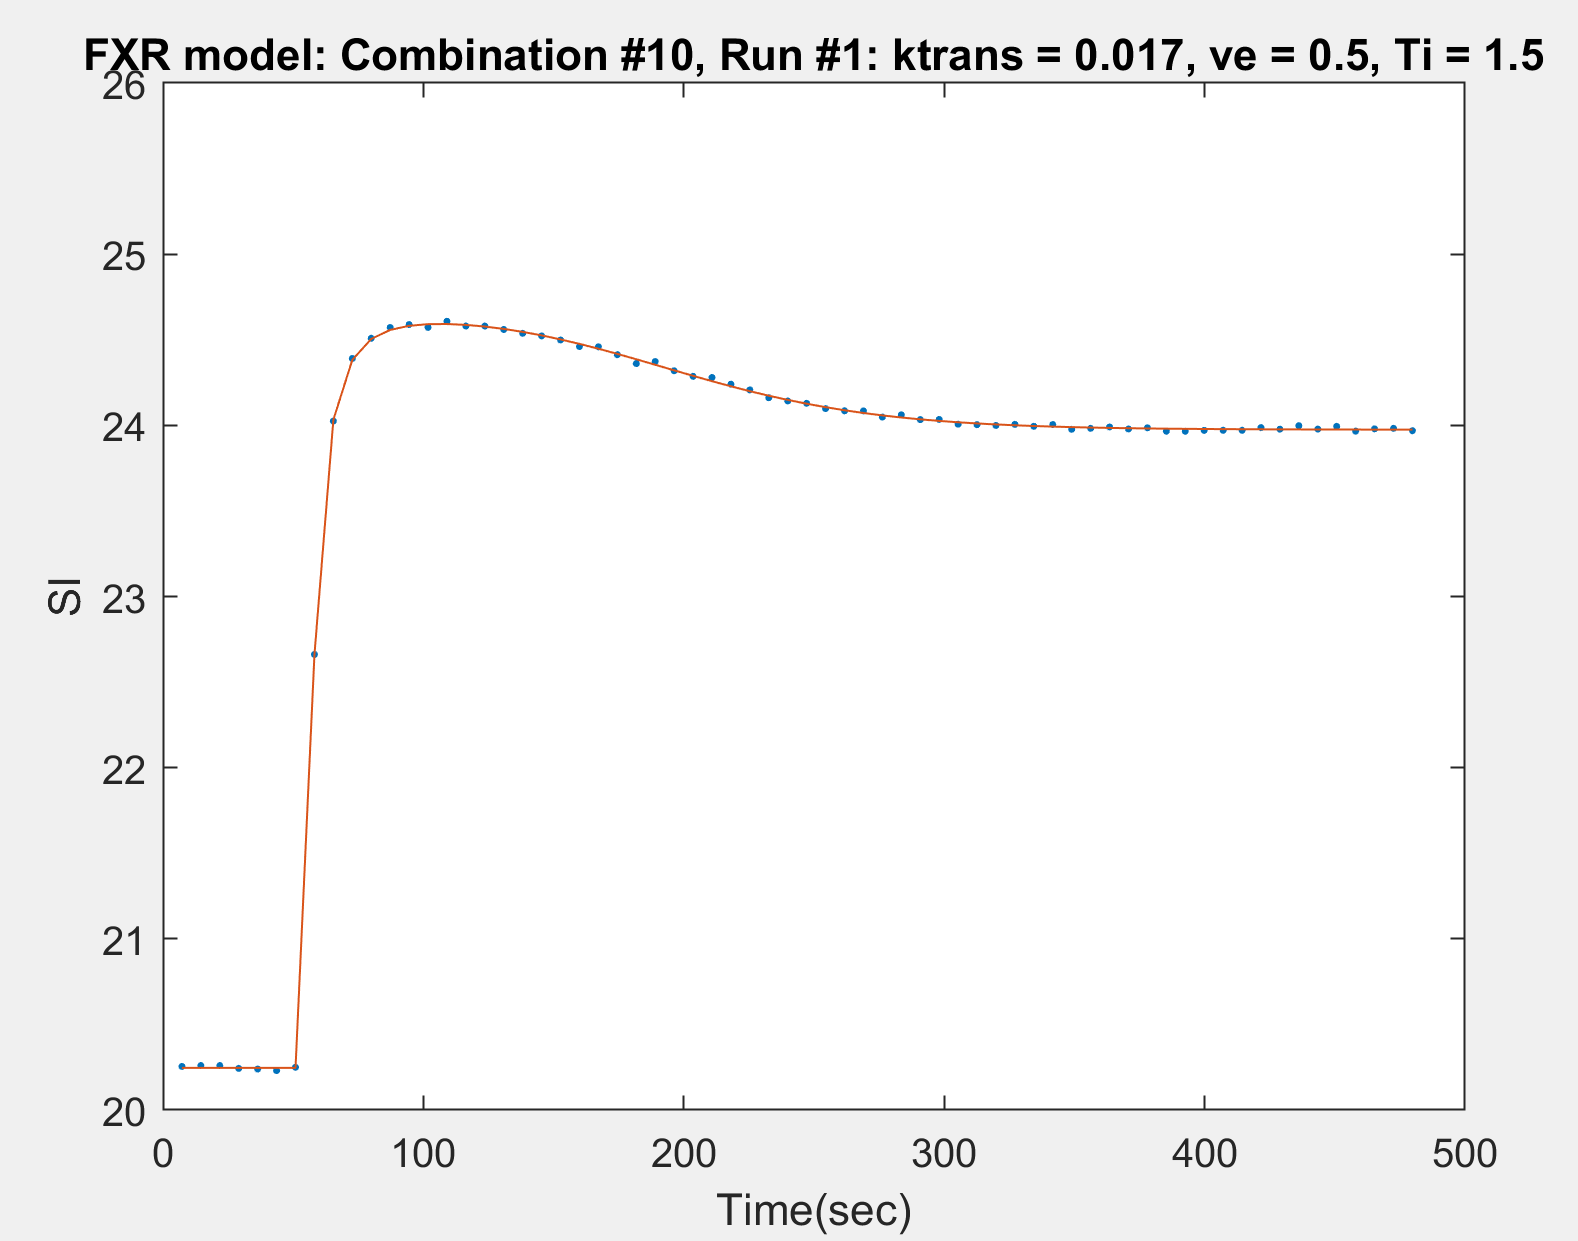 FXR model: Combination #10, Run #1: ktrans = 0.017, ve = 0.5, Ti = 1.5
26
25
24
23
22
21
20
SI
0 100 200 300 400 500
Time(sec)